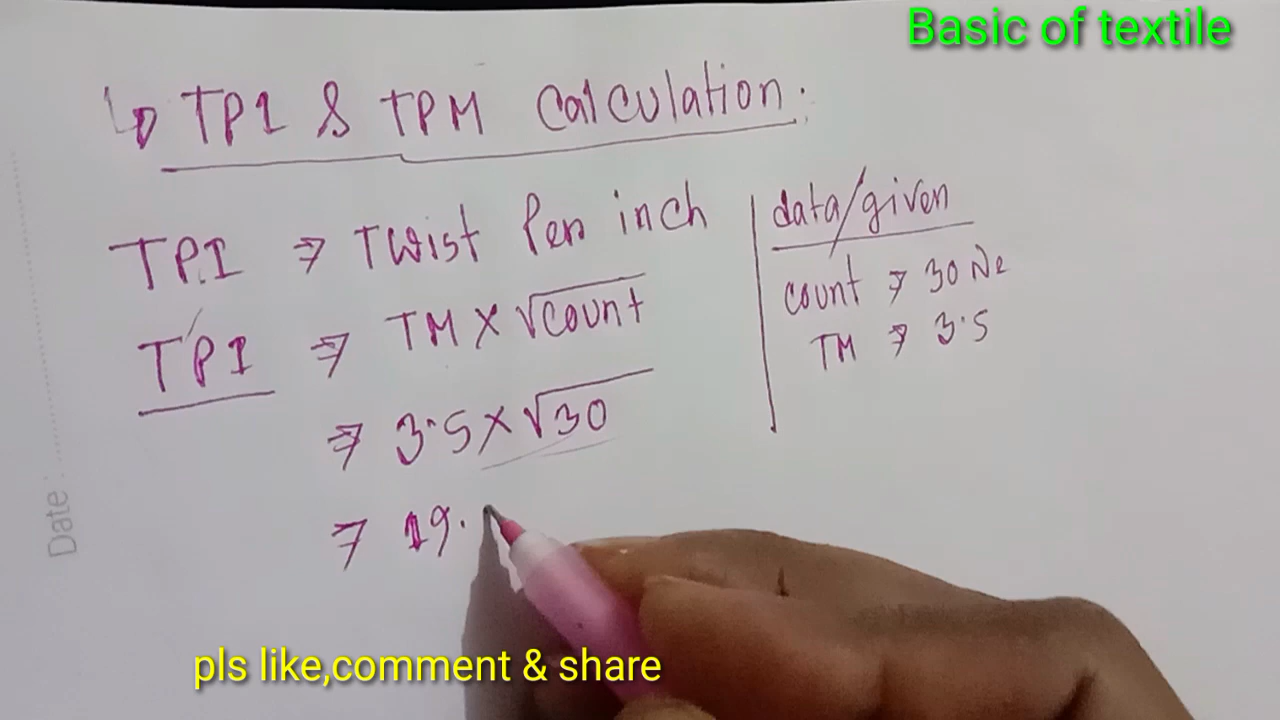 Basic of textile
TPI & TPM Calculation.
TPI ⇒ Twist Per inch
TPI ⇒ TM X √count
⇒ 3.5 X √30
⇒ 19.
data/given
count ⇒ 30 Ne
TM ⇒ 3.5
Date :
pls like,comment & share